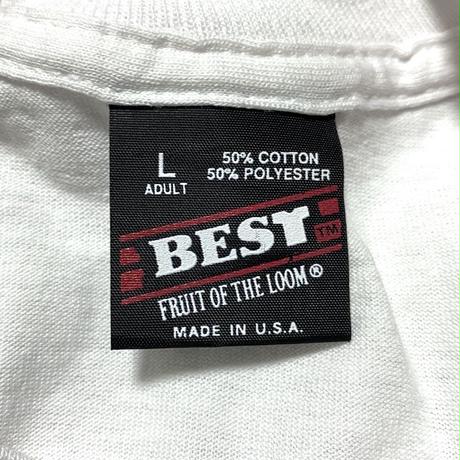 L
ADULT
50% COTTON
50% POLYESTER
BEST TM
FRUIT OF THE LOOM®
MADE IN U.S.A.